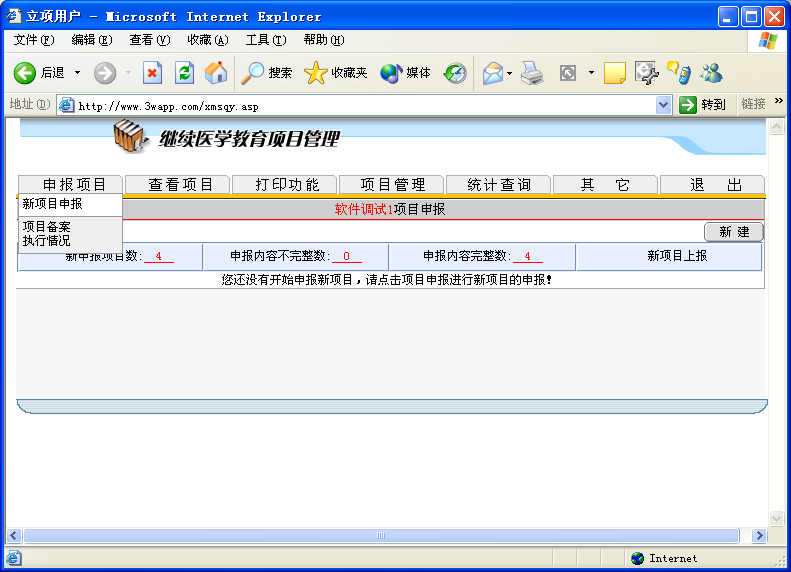 立项用户 - Microsoft Internet Explorer
文件(F) 编辑(E) 查看(V) 收藏(A) 工具(T) 帮助(H)
后退 搜索 收藏夹 媒体
地址(D) http://www.3wapp.com/xmsqy.asp 转到 链接 »
继续医学教育项目管理
申报项目 查看项目 打印功能 项目管理 统计查询 其 它 退 出
新项目申报
软件调试1项目申报
项目备案
执行情况
新 建
新申报项目数: 4 申报内容不完整数: 0 申报内容完整数: 4 新项目上报
您还没有开始申报新项目，请点击项目申报进行新项目的申报!
Internet